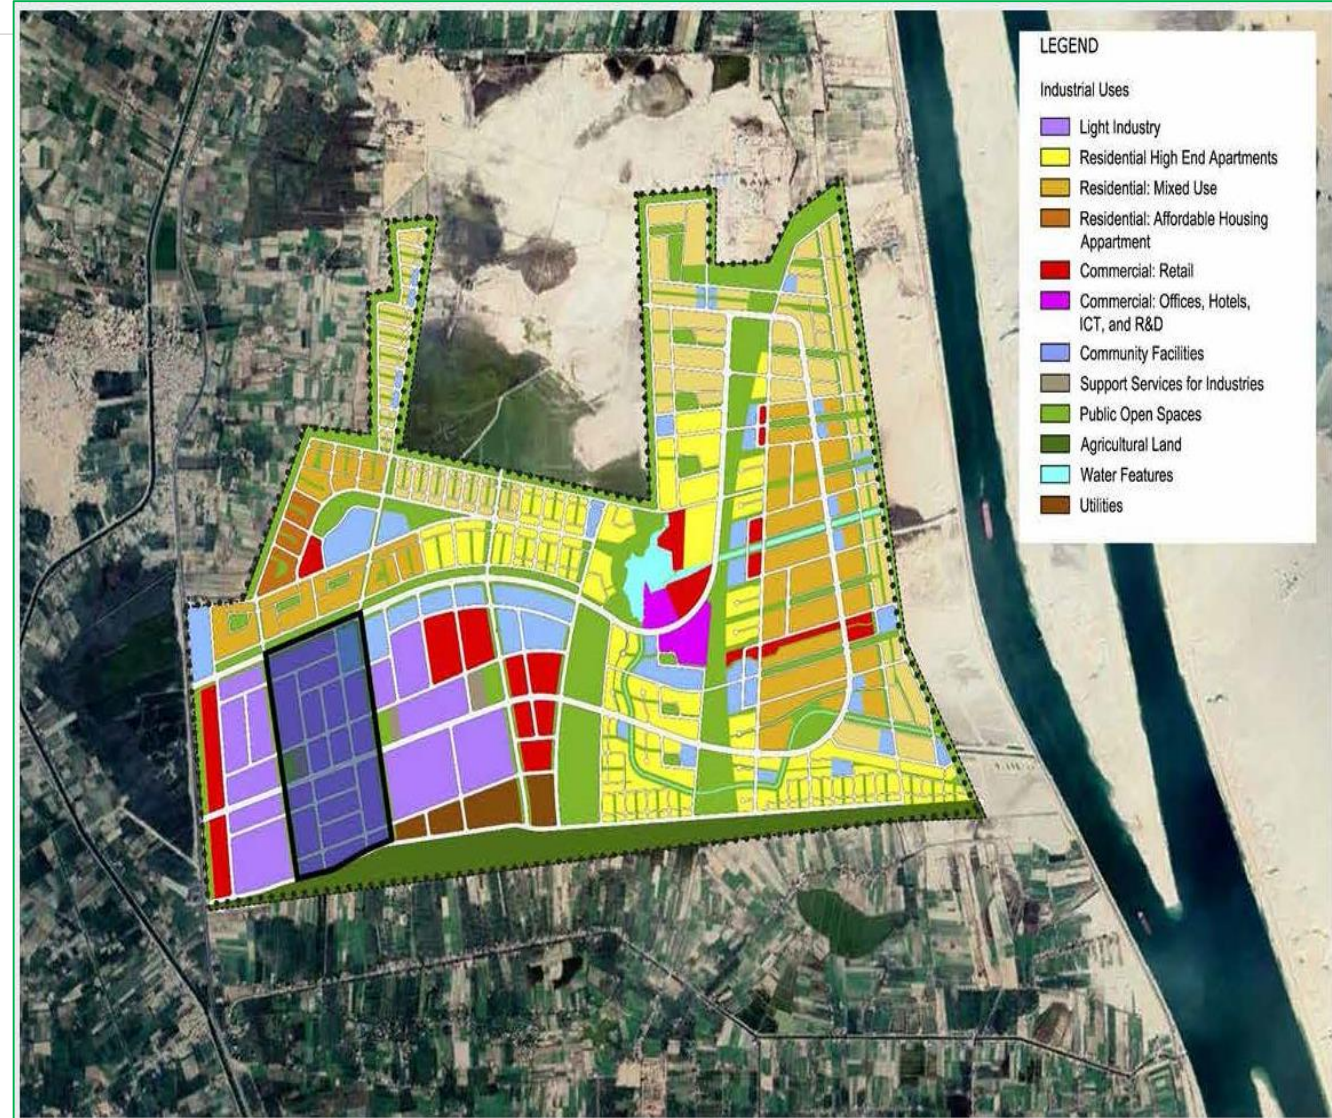 LEGEND
Industrial Uses
Light Industry
Residential High End Apartments
Residential: Mixed Use
Residential: Affordable Housing
Appartment
Commercial: Retail
Commercial: Offices, Hotels,
ICT, and R&D
Community Facilities
Support Services for Industries
Public Open Spaces
Agricultural Land
Water Features
Utilities